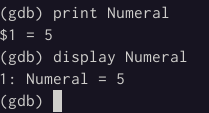 (gdb) print Numeral
$1 = 5
(gdb) display Numeral
1: Numeral = 5
(gdb)